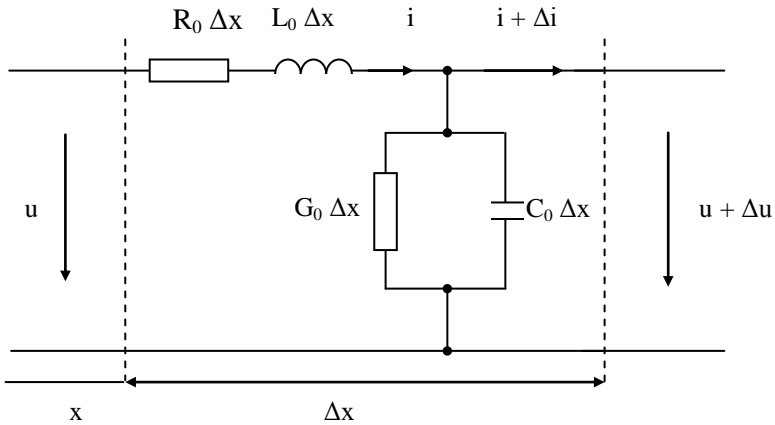 R₀ Δx L₀ Δx i i + Δi
u G₀ Δx C₀ Δx u + Δu
x Δx